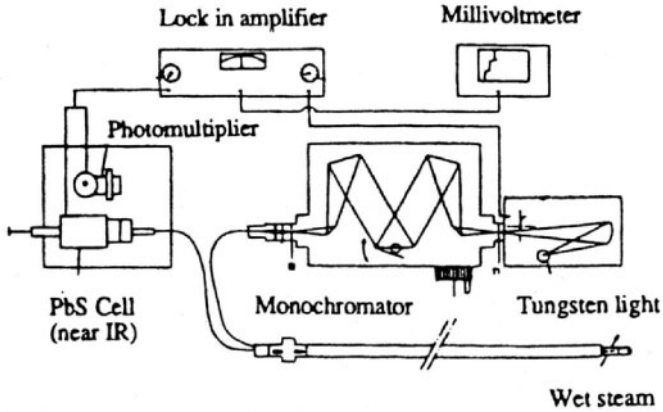 Lock in amplifier
Millivoltmeter
Photomultiplier
PbS Cell
(near IR)
Monochromator
Tungsten light
Wet steam